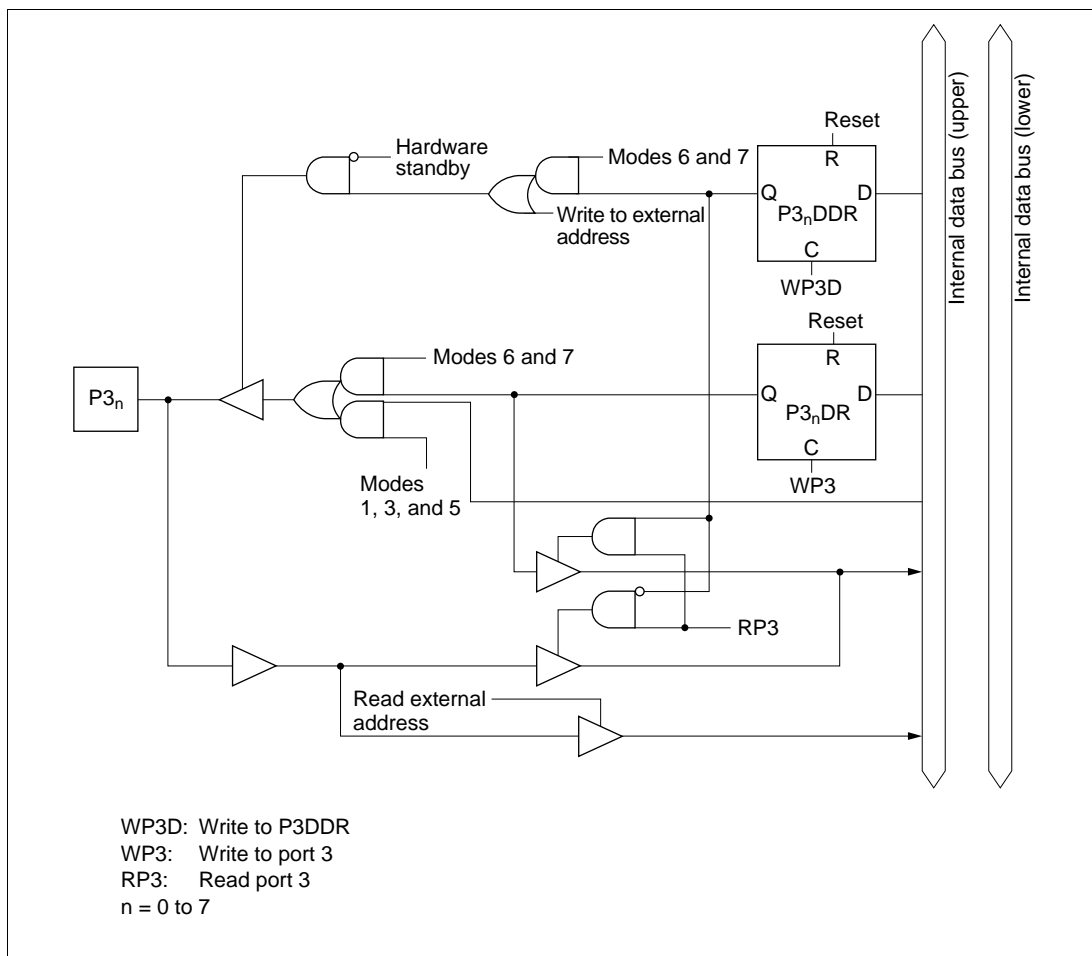 Reset
Hardware
standby
Modes 6 and 7
R
Q
D
P3nDDR
Write to external
address
C
WP3D
Internal data bus (upper)
Internal data bus (lower)
Reset
Modes 6 and 7
R
P3n
Q
D
P3nDR
C
Modes
1, 3, and 5
WP3
RP3
Read external
address
WP3D: Write to P3DDR
WP3: Write to port 3
RP3: Read port 3
n = 0 to 7